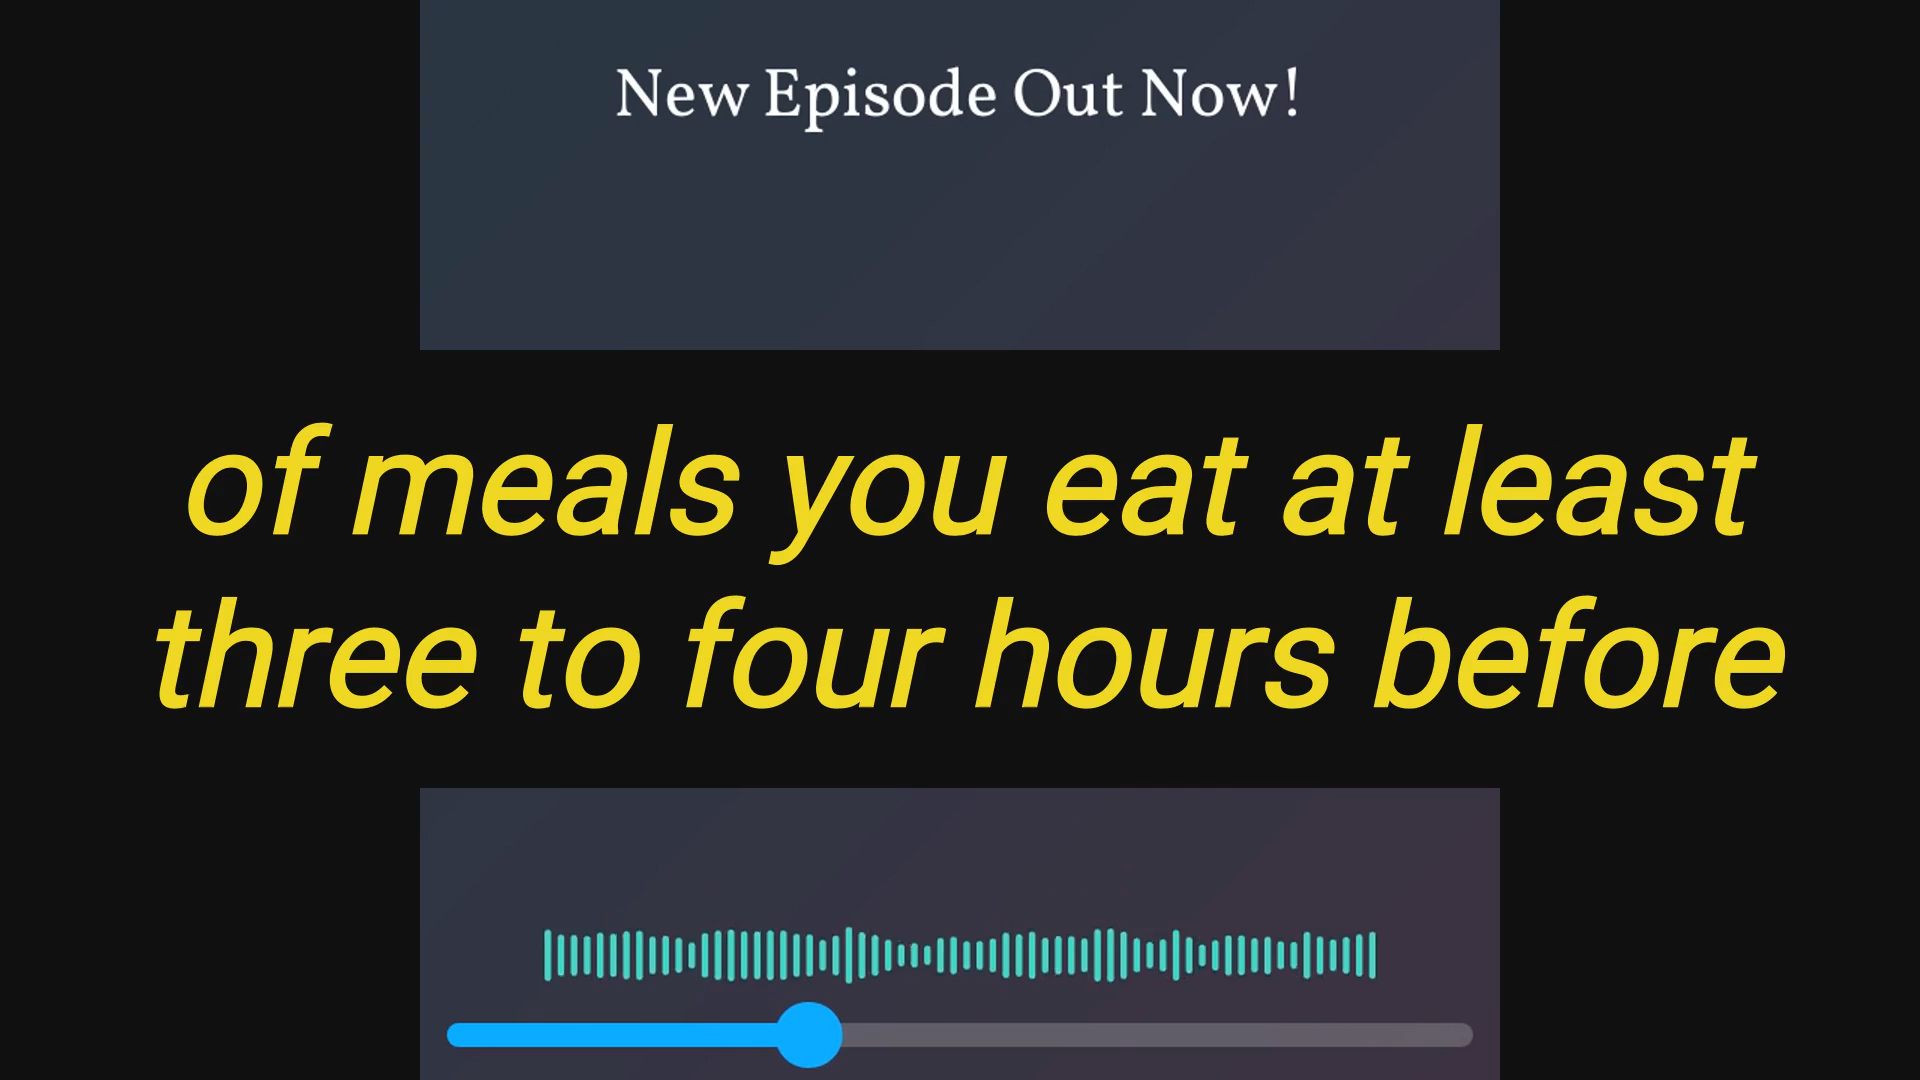 New Episode Out Now!
of meals you eat at least
three to four hours before